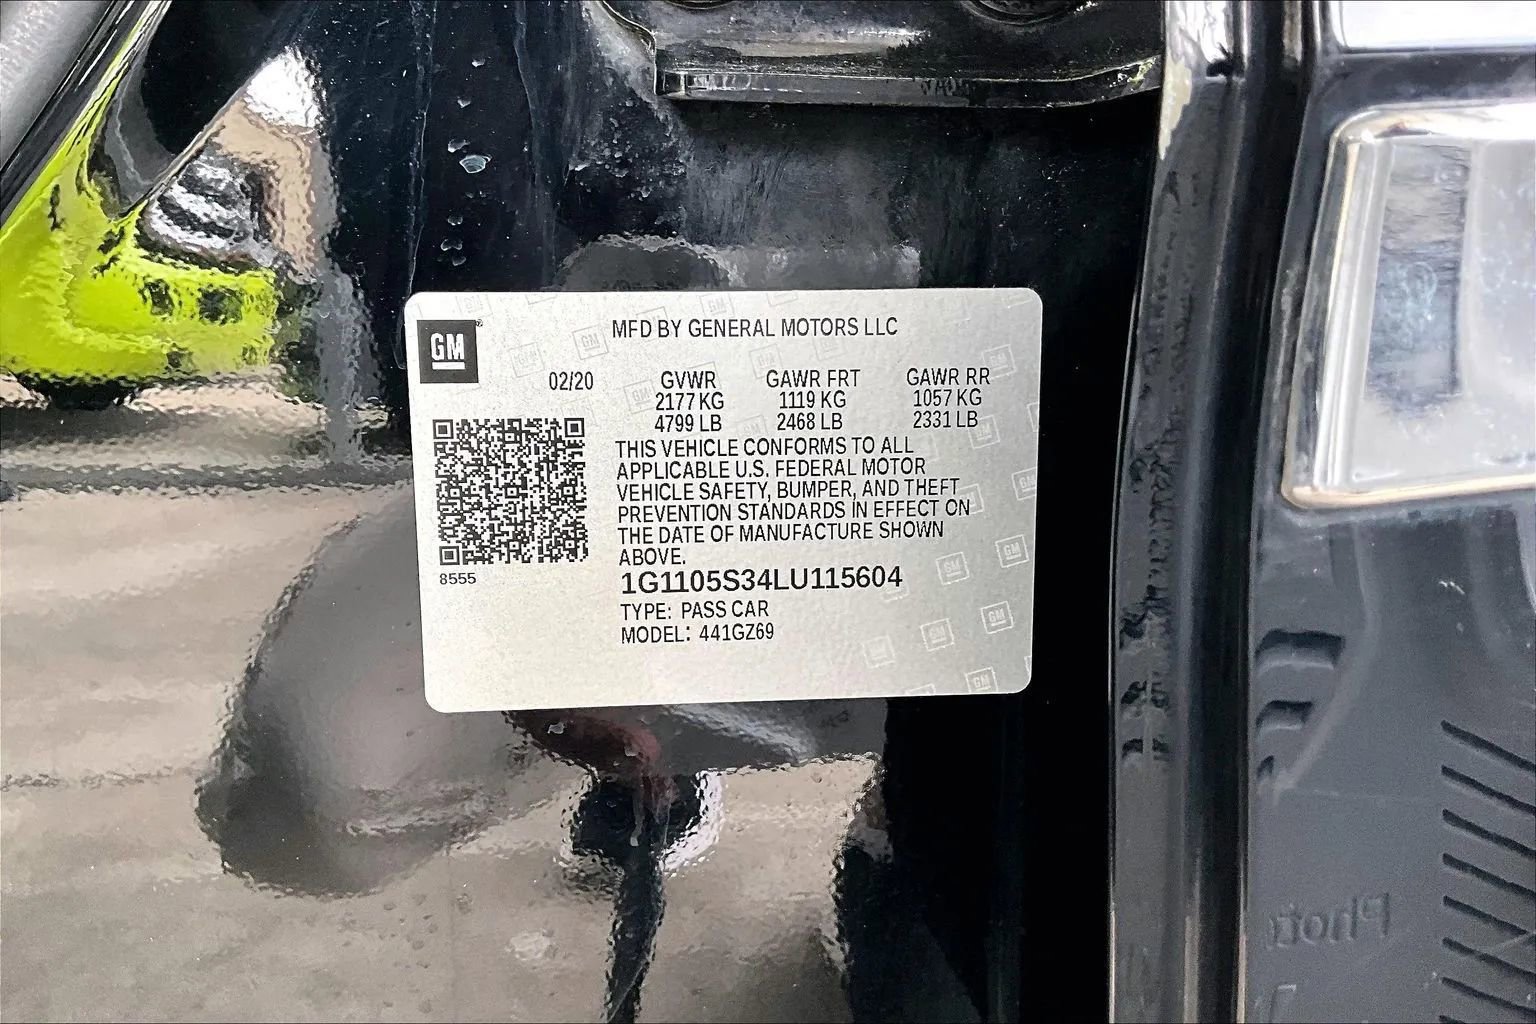 GM
MFD BY GENERAL MOTORS LLC
02/20 GVWR GAWR FRT GAWR RR
2177 KG 1119 KG 1057 KG
4799 LB 2468 LB 2331 LB
THIS VEHICLE CONFORMS TO ALL
APPLICABLE U.S. FEDERAL MOTOR
VEHICLE SAFETY, BUMPER, AND THEFT
PREVENTION STANDARDS IN EFFECT ON
THE DATE OF MANUFACTURE SHOWN
ABOVE.
8555
1G1105S34LU115604
TYPE: PASS CAR
MODEL: 441GZ69